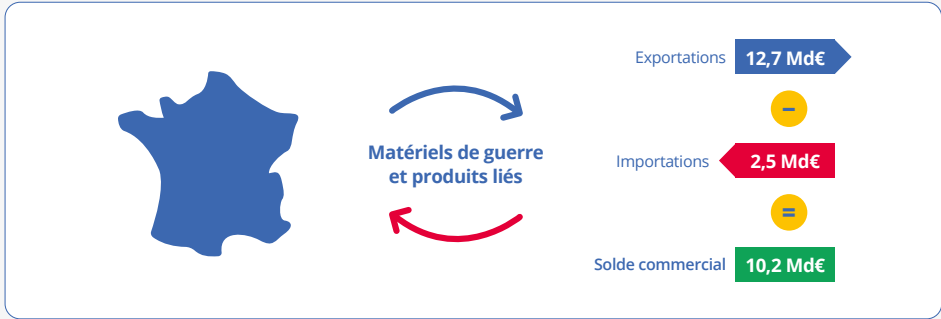 Matériels de guerre
et produits liés
Exportations 12,7 Md€
–
Importations 2,5 Md€
=
Solde commercial 10,2 Md€